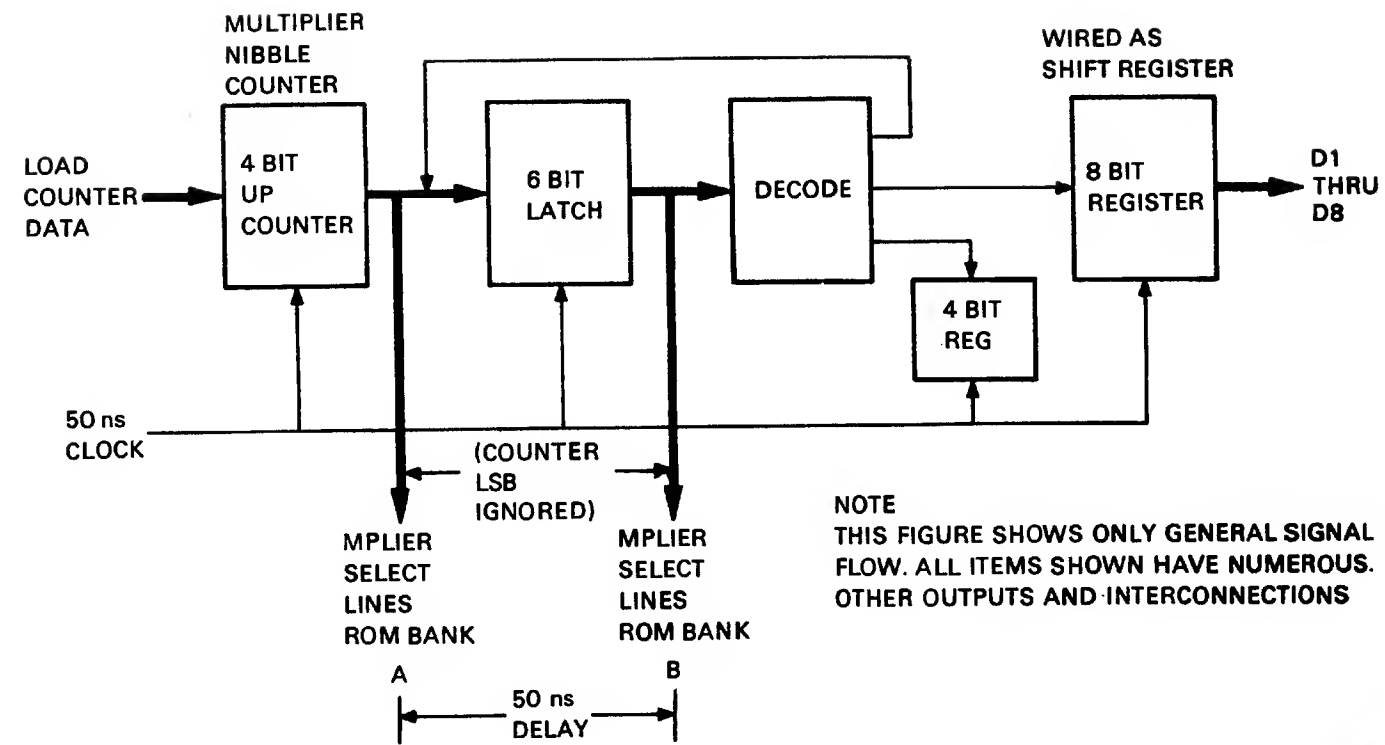 MULTIPLIER
NIBBLE
COUNTER
WIRED AS
SHIFT REGISTER
LOAD
COUNTER
DATA
4 BIT
UP
COUNTER
6 BIT
LATCH
DECODE
8 BIT
REGISTER
D1
THRU
D8
4 BIT
REG
50 ns
CLOCK
(COUNTER
LSB
IGNORED)
MPLIER
SELECT
LINES
ROM BANK
A
MPLIER
SELECT
LINES
ROM BANK
B
50 ns
DELAY
NOTE
THIS FIGURE SHOWS ONLY GENERAL SIGNAL
FLOW. ALL ITEMS SHOWN HAVE NUMEROUS.
OTHER OUTPUTS AND INTERCONNECTIONS